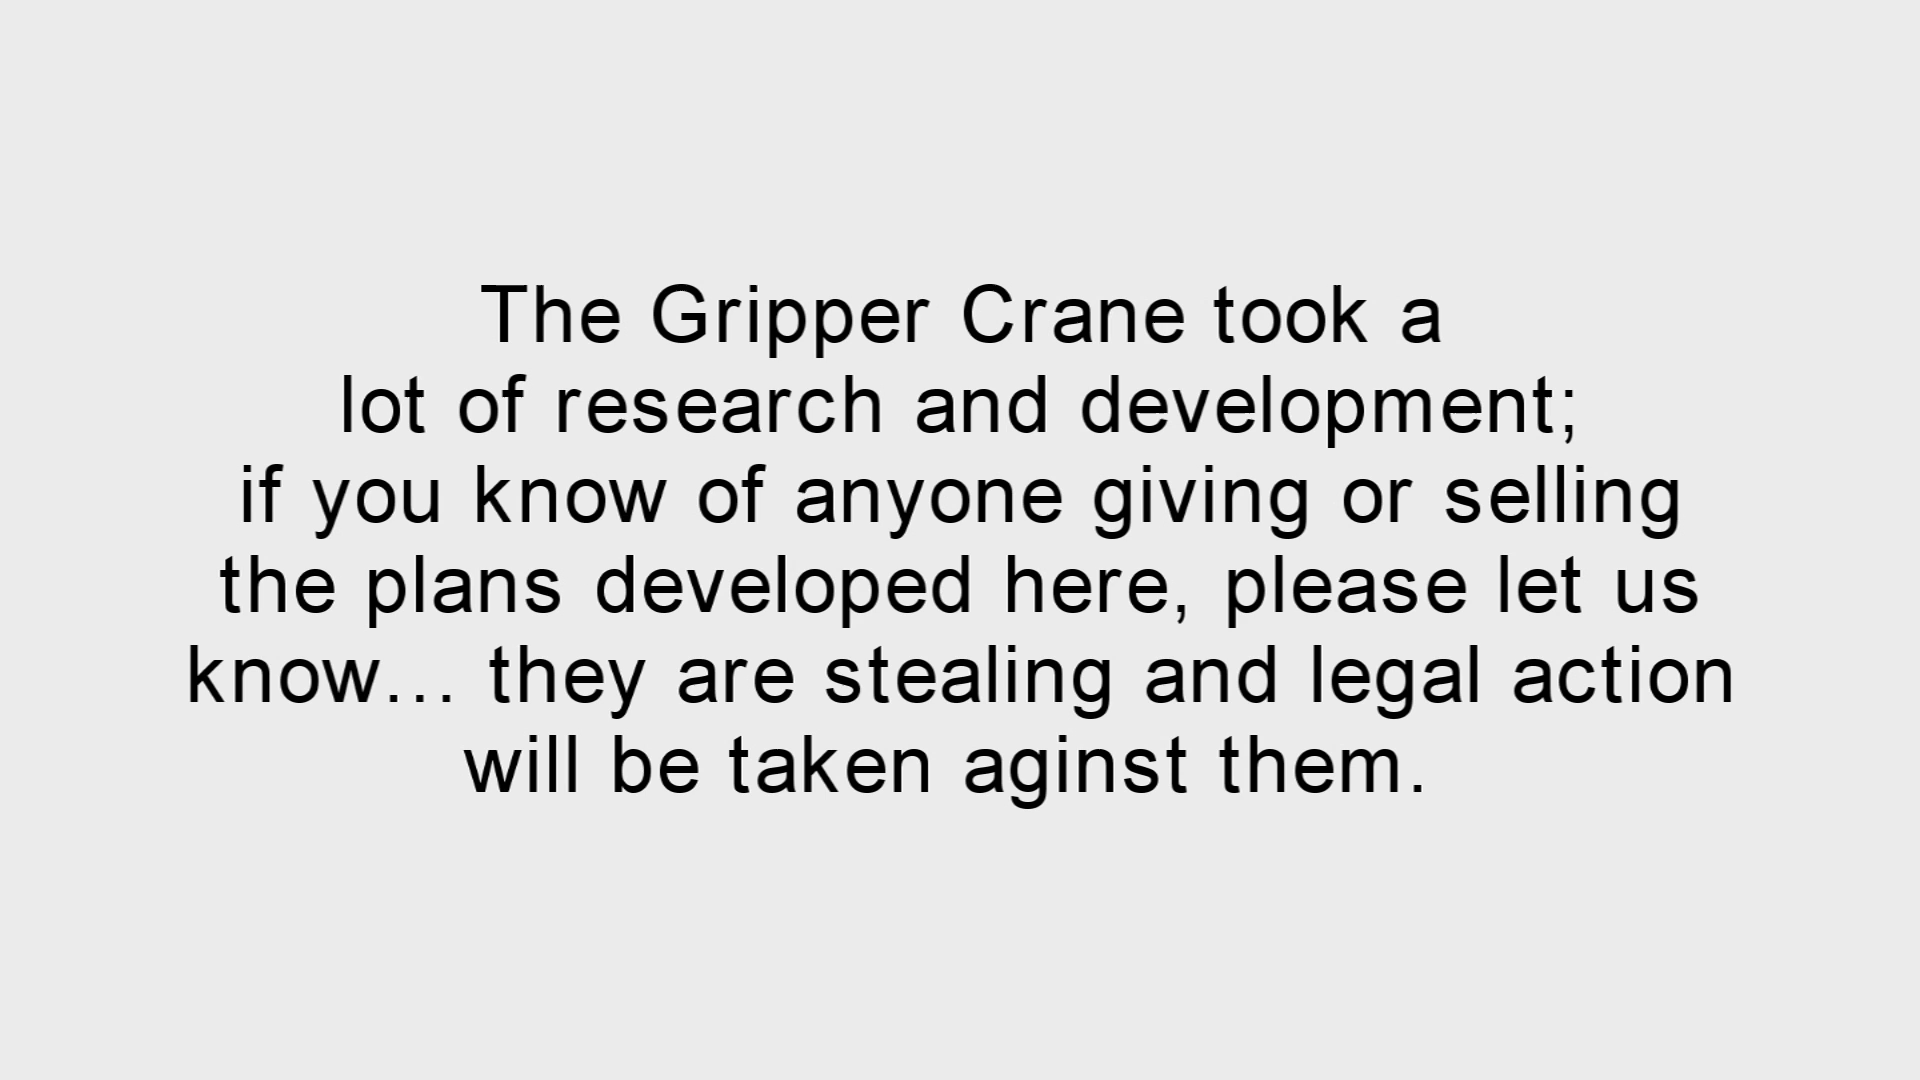 The Gripper Crane took a
lot of research and development;
if you know of anyone giving or selling
the plans developed here, please let us
know... they are stealing and legal action
will be taken aginst them.